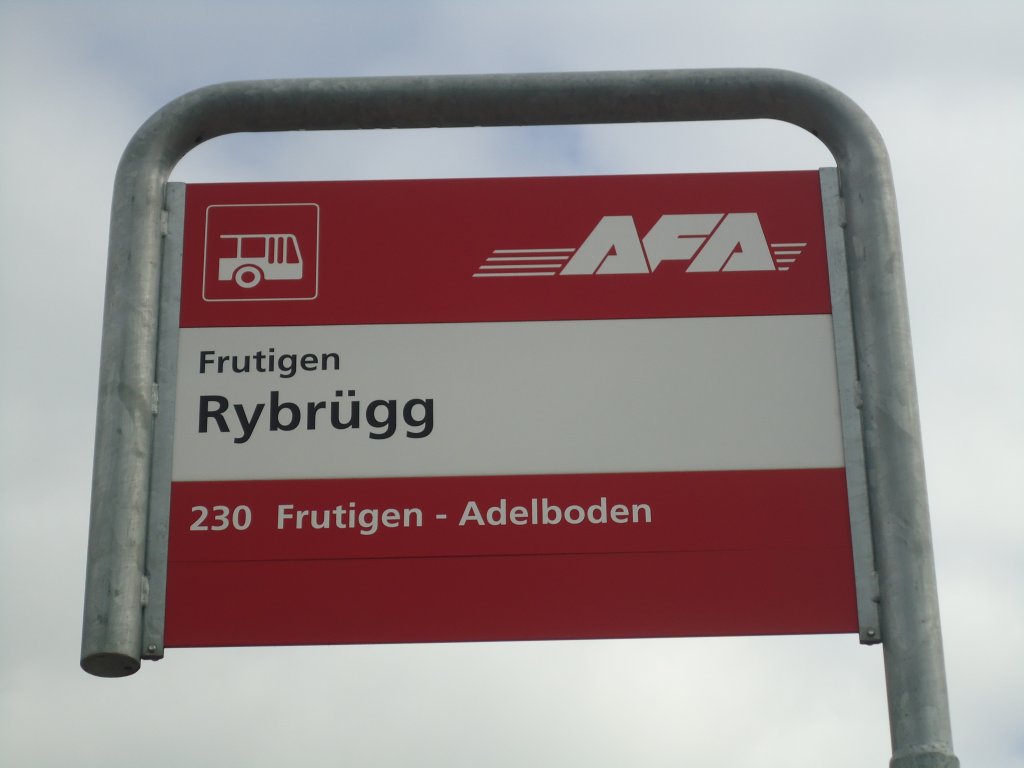 AFA
Frutigen
Rybrügg
230 Frutigen - Adelboden